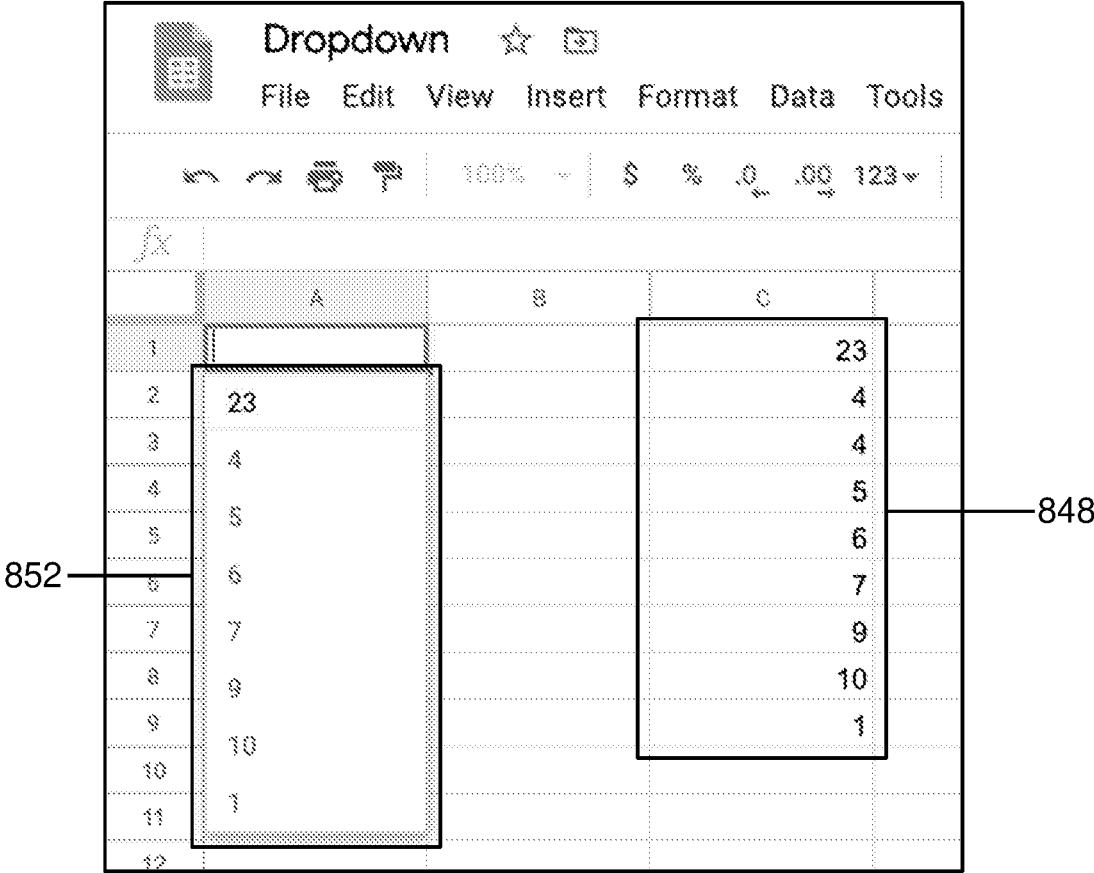 Dropdown
File Edit View Insert Format Data Tools
100% $ % .0 .00 123
fx
A B C
1 23
2 23 4
3 4 4
4 5
5 5 6
852
6 6 7
7 7 9
8 9 10
9 1
10 10
11 1
12
848